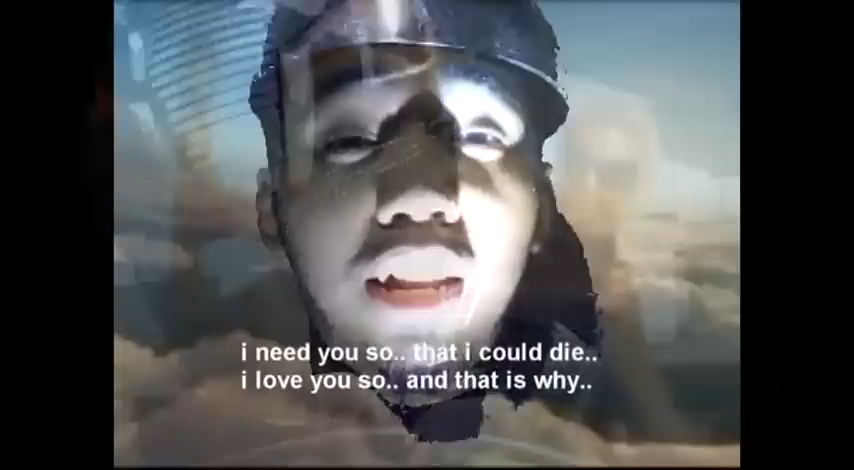 i need you so.. that i could die..
i love you so.. and that is why..